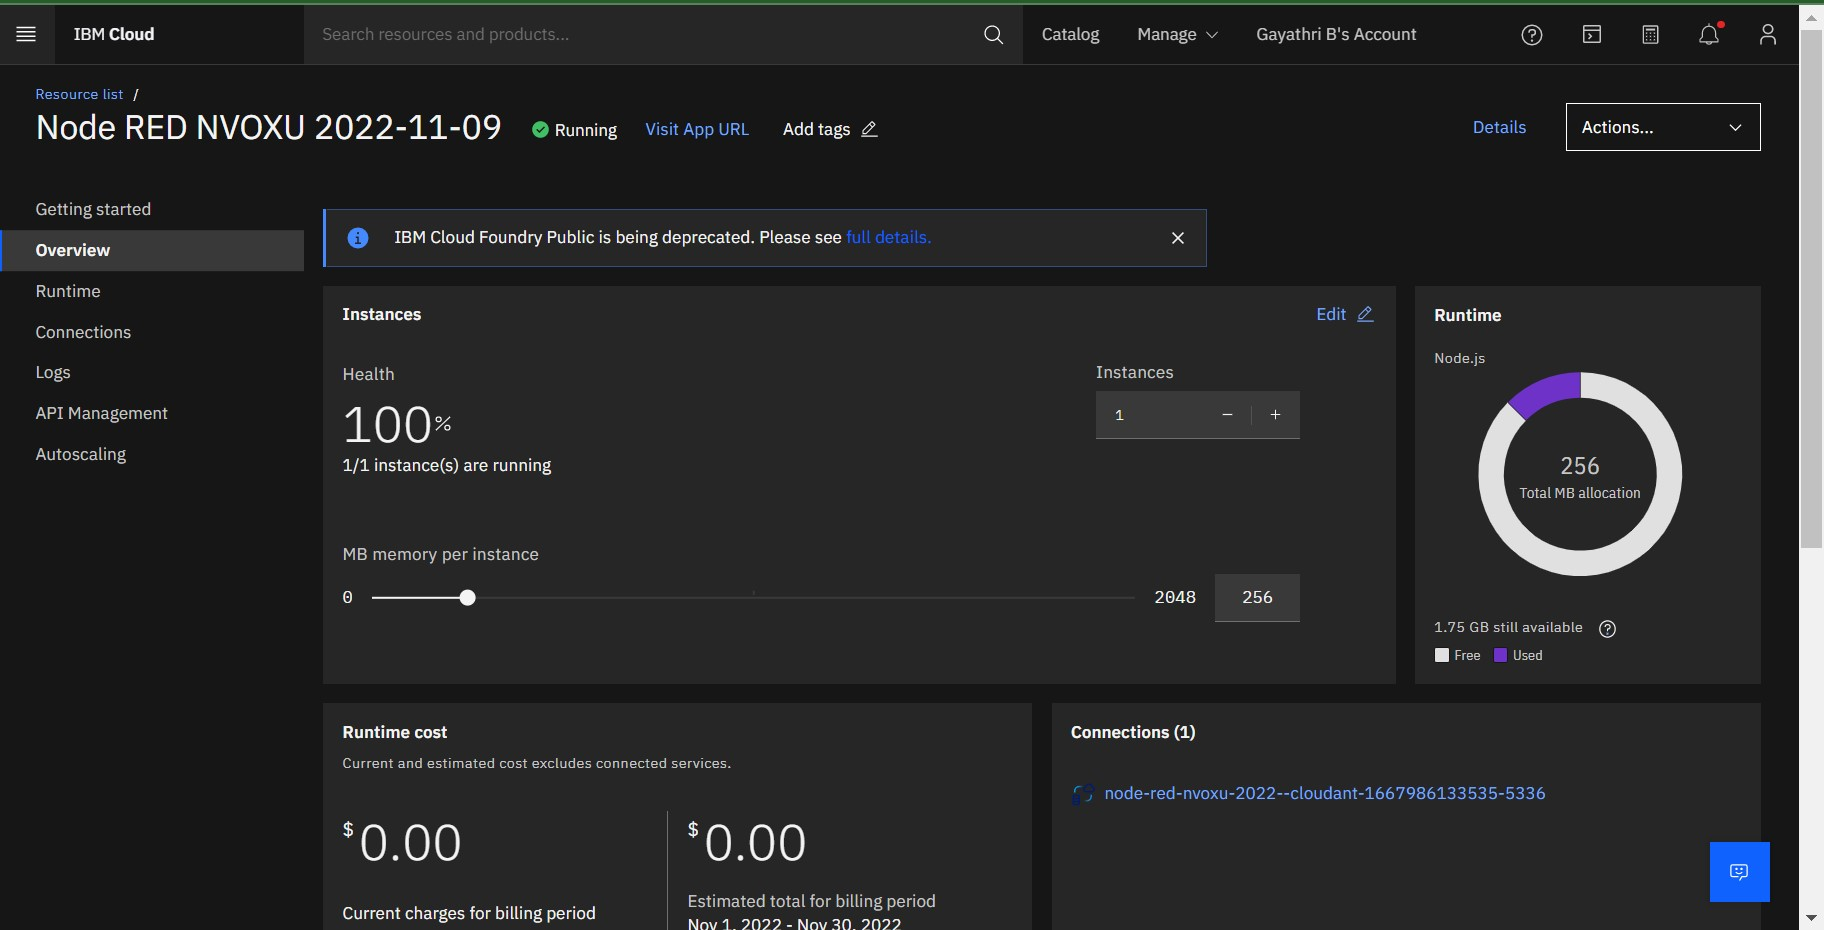 IBM Cloud
Search resources and products...
Catalog
Manage
Gayathri B's Account
Resource list /
Node RED NVOXU 2022-11-09
Running
Visit App URL
Add tags
Details
Actions...
Getting started
Overview
Runtime
Connections
Logs
API Management
Autoscaling
IBM Cloud Foundry Public is being deprecated. Please see full details.
Instances
Edit
Health
100%
1/1 instance(s) are running
Instances
1
MB memory per instance
0
2048
256
Runtime
Node.js
256
Total MB allocation
1.75 GB still available
Free
Used
Runtime cost
Current and estimated cost excludes connected services.
$0.00
Current charges for billing period
$0.00
Estimated total for billing period
Nov 1, 2022 - Nov 30, 2022
Connections (1)
node-red-nvoxu-2022--cloudant-1667986133535-5336